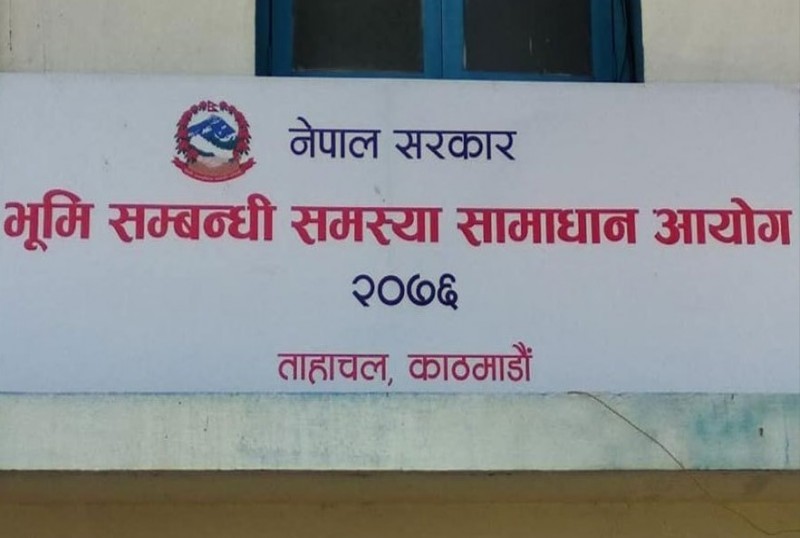 नेपाल सरकार
भूमि सम्बन्धी समस्या सामाधान आयोग
२०७६
ताहाचल, काठमाडौं